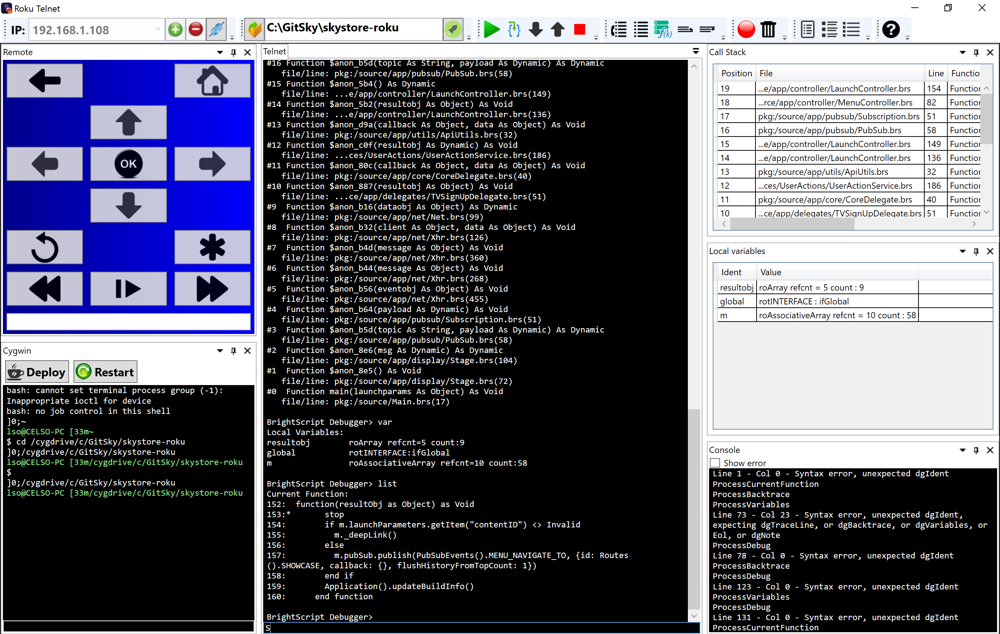 Roku Telnet
IP:
192.168.1.108
C:\GitSky\skystore-roku
f(x)
?
Remote
OK
Cygwin
Deploy
Restart
bash: cannot set terminal process group (-1):
Inappropriate ioctl for device
bash: no job control in this shell
]0;~
lso@CELSO-PC [33m~
$ cd /cygdrive/c/GitSky/skystore-roku
]0;/cygdrive/c/GitSky/skystore-roku
lso@CELSO-PC [33m/cygdrive/c/GitSky/skystore-roku
$
]0;/cygdrive/c/GitSky/skystore-roku
lso@CELSO-PC [33m/cygdrive/c/GitSky/skystore-roku
Telnet
#16 Function $anon_b5d(topic As String, payload As Dynamic) As Dynamic
file/line: pkg:/source/app/pubsub/PubSub.brs(58)
#15 Function $anon_5b4() As Dynamic
file/line: ...e/app/controller/LaunchController.brs(149)
#14 Function $anon_5b2(resultobj As Object) As Void
file/line: ...e/app/controller/LaunchController.brs(136)
#13 Function $anon_d9a(callback As Object, data As Object) As Void
file/line: pkg:/source/app/utils/ApiUtils.brs(32)
#12 Function $anon_c0f(resultobj As Dynamic) As Void
file/line: ...ces/UserActions/UserActionService.brs(186)
#11 Function $anon_80c(callback As Object, data As Object) As Void
file/line: pkg:/source/app/core/CoreDelegate.brs(40)
#10 Function $anon_887(resultobj As Object) As Void
file/line: ...ce/app/delegates/TVSignUpDelegate.brs(51)
#9  Function $anon_b16(dataobj As Object) As Dynamic
file/line: pkg:/source/app/net/Net.brs(99)
#8  Function $anon_b32(client As Object, data As Object) As Void
file/line: pkg:/source/app/net/Xhr.brs(126)
#7  Function $anon_b4d(message As Object) As Void
file/line: pkg:/source/app/net/Xhr.brs(360)
#6  Function $anon_b44(message As Object) As Void
file/line: pkg:/source/app/net/Xhr.brs(268)
#5  Function $anon_b56(eventobj As Object) As Void
file/line: pkg:/source/app/net/Xhr.brs(455)
#4  Function $anon_b64(payload As Dynamic) As Void
file/line: pkg:/source/app/pubsub/Subscription.brs(51)
#3  Function $anon_b5d(topic As String, payload As Dynamic) As Dynamic
file/line: pkg:/source/app/pubsub/PubSub.brs(58)
#2  Function $anon_8e6(msg As Dynamic) As Dynamic
file/line: pkg:/source/app/display/Stage.brs(104)
#1  Function $anon_8e5() As Void
file/line: pkg:/source/app/display/Stage.brs(72)
#0  Function main(launchparams As Object) As Void
file/line: pkg:/source/Main.brs(17)
BrightScript Debugger> var
Local Variables:
resultobj        roArray refcnt=5 count:9
global           rotINTERFACE:ifGlobal
m                roAssociativeArray refcnt=10 count:58
BrightScript Debugger> list
Current Function:
152:  function(resultObj as Object) as Void
153:*       stop
154:        if m.launchParameters.getItem("contentID") <> Invalid
155:          m._deepLink()
156:        else
157:          m.pubSub.publish(PubSubEvents().MENU_NAVIGATE_TO, {id: Routes
().SHOWCASE, callback: {}, flushHistoryFromTopCount: 1})
158:        end if
159:        Application().updateBuildInfo()
160:      end function
BrightScript Debugger>
s
Call Stack
Position File Line Functio
19 ...e/app/controller/LaunchController.brs 154 Function
18 ...rce/app/controller/MenuController.brs 82 Function
17 pkg:/source/app/pubsub/Subscription.brs 51 Function
16 pkg:/source/app/pubsub/PubSub.brs 58 Function
15 ...e/app/controller/LaunchController.brs 149 Function
14 ...e/app/controller/LaunchController.brs 136 Function
13 pkg:/source/app/utils/ApiUtils.brs 32 Function
12 ...ces/UserActions/UserActionService.brs 186 Function
11 pkg:/source/app/core/CoreDelegate.brs 40 Function
10 ...ce/app/delegates/TVSignUpDelegate.brs 51 Function
Local variables
Ident Value
resultobj roArray refcnt = 5 count : 9
global rotINTERFACE : ifGlobal
m roAssociativeArray refcnt = 10 count : 58
Console
Show error
Line 1 - Col 0 - Syntax error, unexpected dgIdent
ProcessCurrentFunction
ProcessBacktrace
ProcessVariables
Line 73 - Col 23 - Syntax error, unexpected dgIdent,
expecting dgTraceLine, or dgBacktrace, or dgVariables, or
Eol, or dgNote
ProcessDebug
Line 78 - Col 0 - Syntax error, unexpected dgIdent
ProcessBacktrace
ProcessDebug
Line 123 - Col 0 - Syntax error, unexpected dgIdent
ProcessVariables
ProcessDebug
Line 131 - Col 0 - Syntax error, unexpected dgIdent
ProcessCurrentFunction